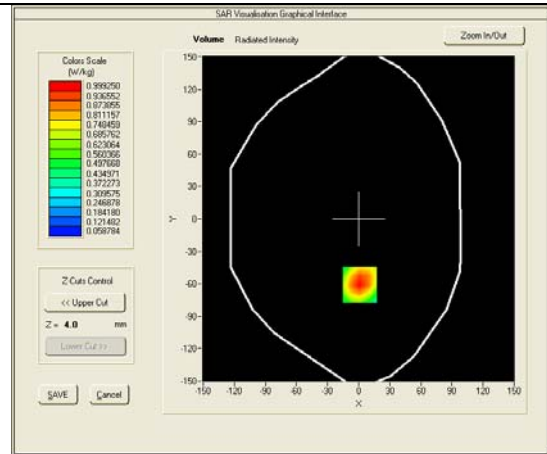 SAR Visualisation Graphical Interface
Volume Radiated Intensity
Zoom In/Out
Colors Scale
(W/kg)
0.999250
0.936552
0.873855
0.811157
0.748459
0.685762
0.623064
0.560366
0.497668
0.434971
0.372273
0.309575
0.246878
0.184180
0.121482
0.058784
Z Cuts Control
<< Upper Cut
Z = 4.0 mm
Lower Cut >>
SAVE
Cancel
150
120
90
60
30
0
-30
-60
-90
-120
-150
Y
-150 -120 -90 -60 -30 0 30 60 90 120 150
X